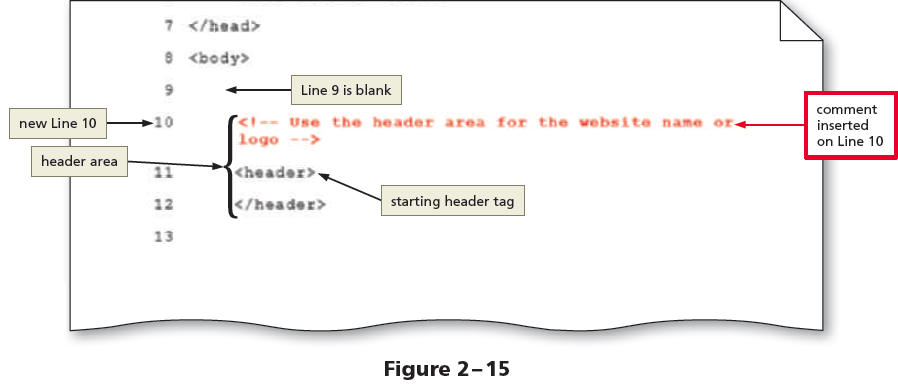 7 </head>
8 <body>
9
Line 9 is blank
new Line 10
10 <!-- Use the header area for the website name or
logo -->
comment
inserted
on Line 10
header area
11 <header>
12 </header>
starting header tag
13
Figure 2–15